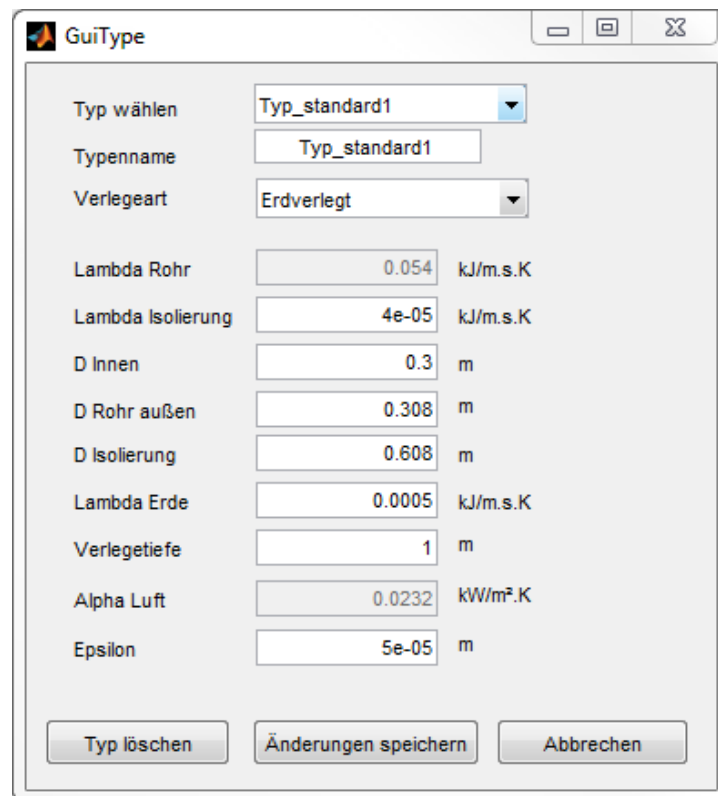 GuiType
Typ wählen Typ_standard1
Typenname Typ_standard1
Verlegeart Erdverlegt
Lambda Rohr 0.054 kJ/m.s.K
Lambda Isolierung 4e-05 kJ/m.s.K
D Innen 0.3 m
D Rohr außen 0.308 m
D Isolierung 0.608 m
Lambda Erde 0.0005 kJ/m.s.K
Verlegetiefe 1 m
Alpha Luft 0.0232 kW/m².K
Epsilon 5e-05 m
Typ löschen Änderungen speichern Abbrechen